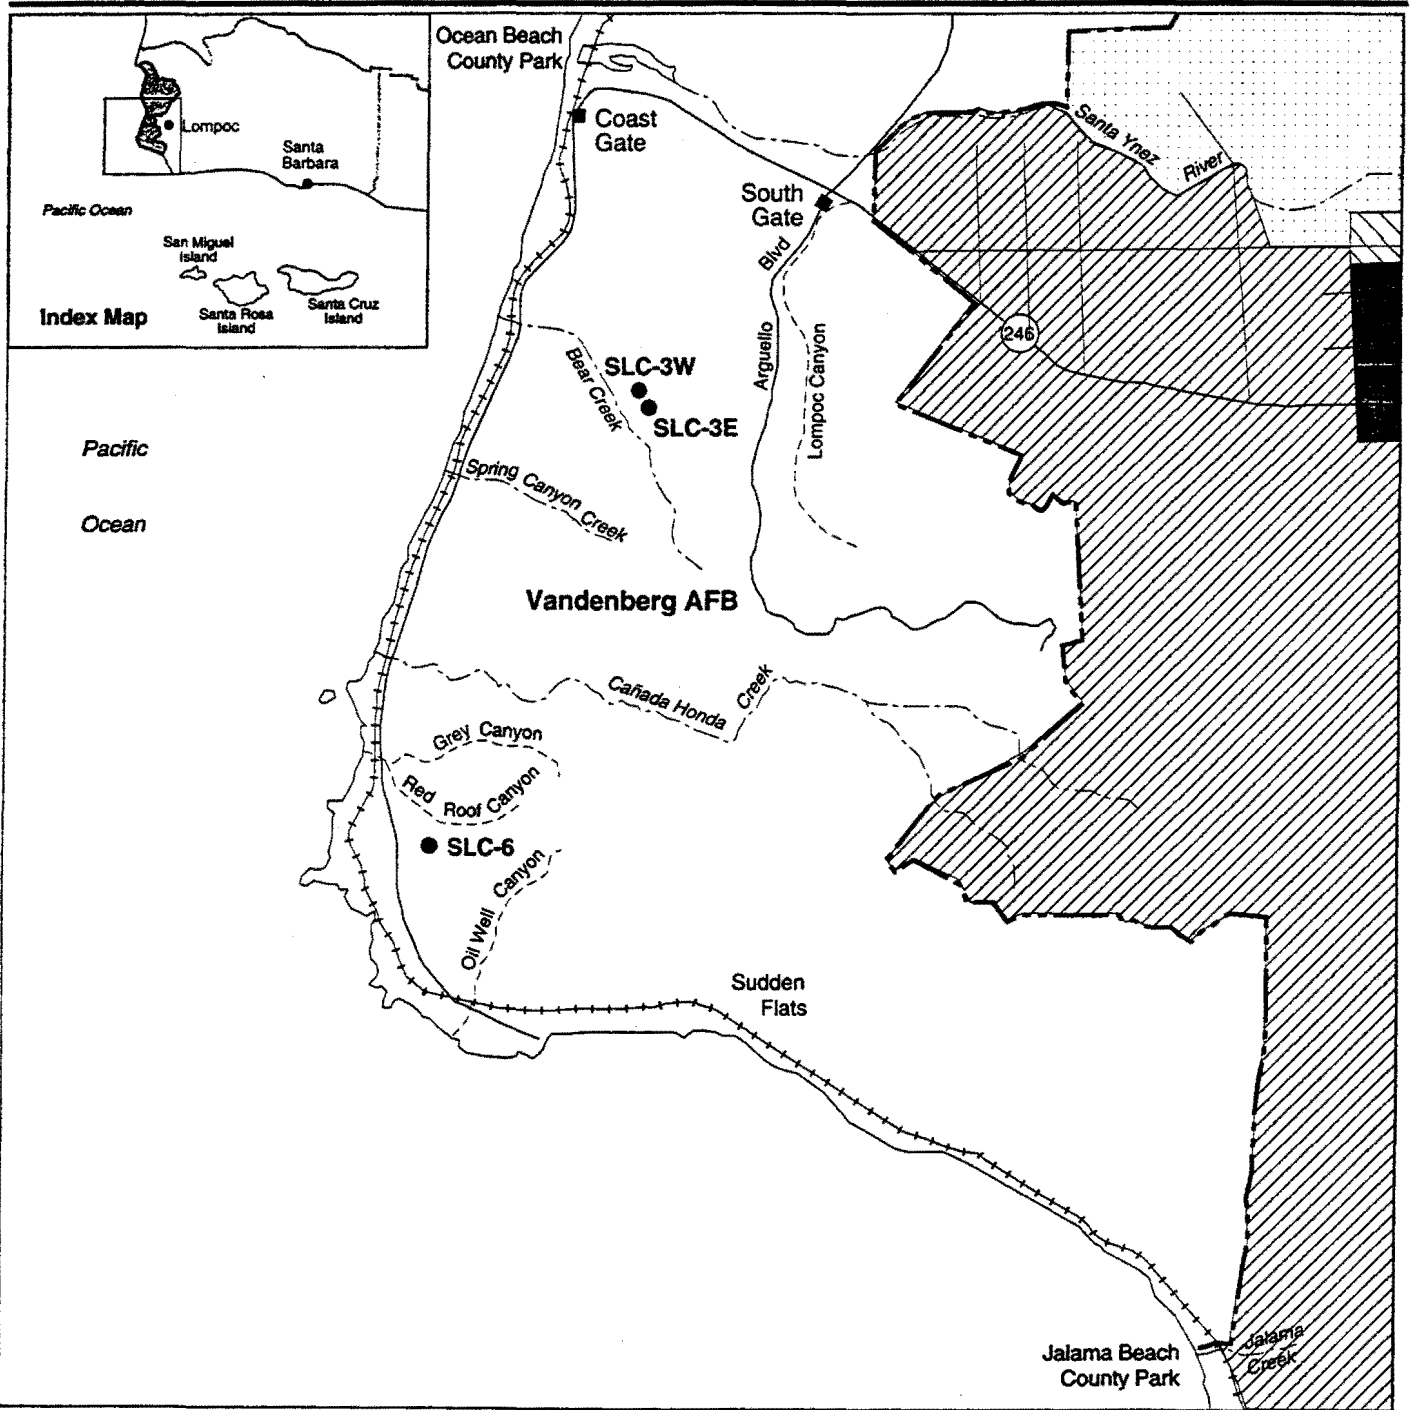 Ocean Beach
County Park
Lompoc
Santa
Barbara
Pacific Ocean
San Miguel
Island
Santa Rosa
Island
Santa Cruz
Island
Index Map
Coast
Gate
South
Gate
Santa Ynez River
Arguello Blvd
Lompoc Canyon
246
Bear Creek
SLC-3W
SLC-3E
Pacific
Ocean
Spring Canyon Creek
Vandenberg AFB
Cañada Honda Creek
Grey Canyon
Red Roof Canyon
SLC-6
Oil Well Canyon
Sudden
Flats
Jalama Beach
County Park
Jalama
Creek